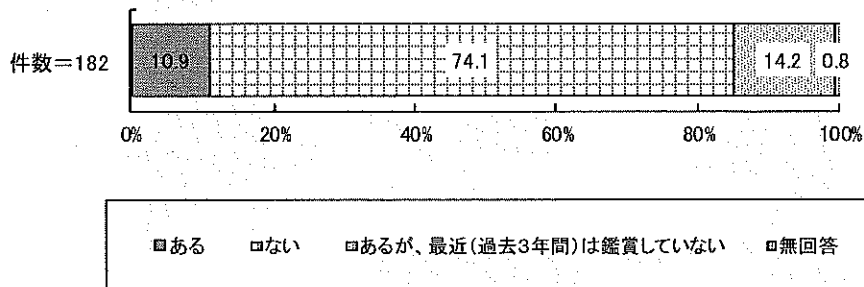 件数=182
10.9 74.1 14.2 0.8
0% 20% 40% 60% 80% 100%
ある ない あるが、最近(過去3年間)は鑑賞していない 無回答